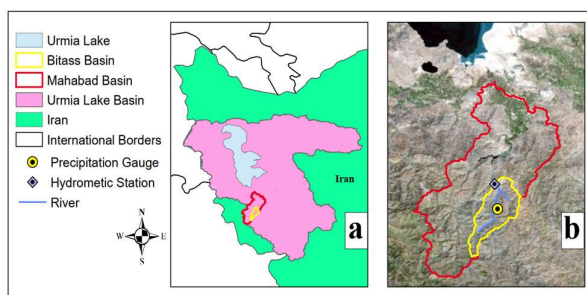 Urmia Lake
Bitass Basin
Mahabad Basin
Urmia Lake Basin
Iran
International Borders
Precipitation Gauge
Hydrometic Station
River
N
W E
S
Iran
a
b